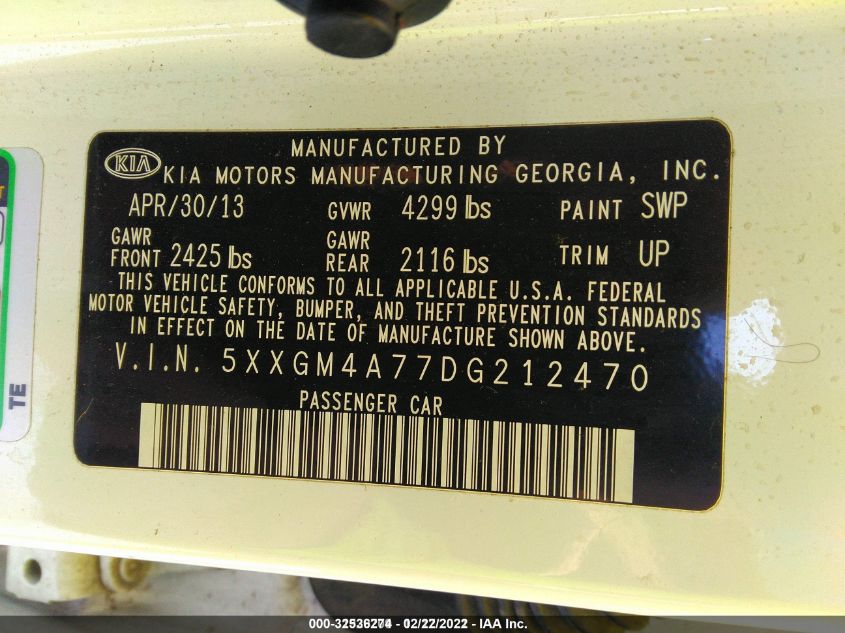 MANUFACTURED BY
KIA KIA MOTORS MANUFACTURING GEORGIA, INC.
APR/30/13 GVWR 4299 lbs PAINT SWP
GAWR FRONT 2425 lbs GAWR REAR 2116 lbs TRIM UP
THIS VEHICLE CONFORMS TO ALL APPLICABLE U.S.A. FEDERAL
MOTOR VEHICLE SAFETY, BUMPER, AND THEFT PREVENTION STANDARDS
IN EFFECT ON THE DATE OF MANUFACTURE SHOWN ABOVE.
V.I.N. 5XXGM4A77DG212470
PASSENGER CAR
TE
000-32536274 - 02/22/2022 - IAA Inc.